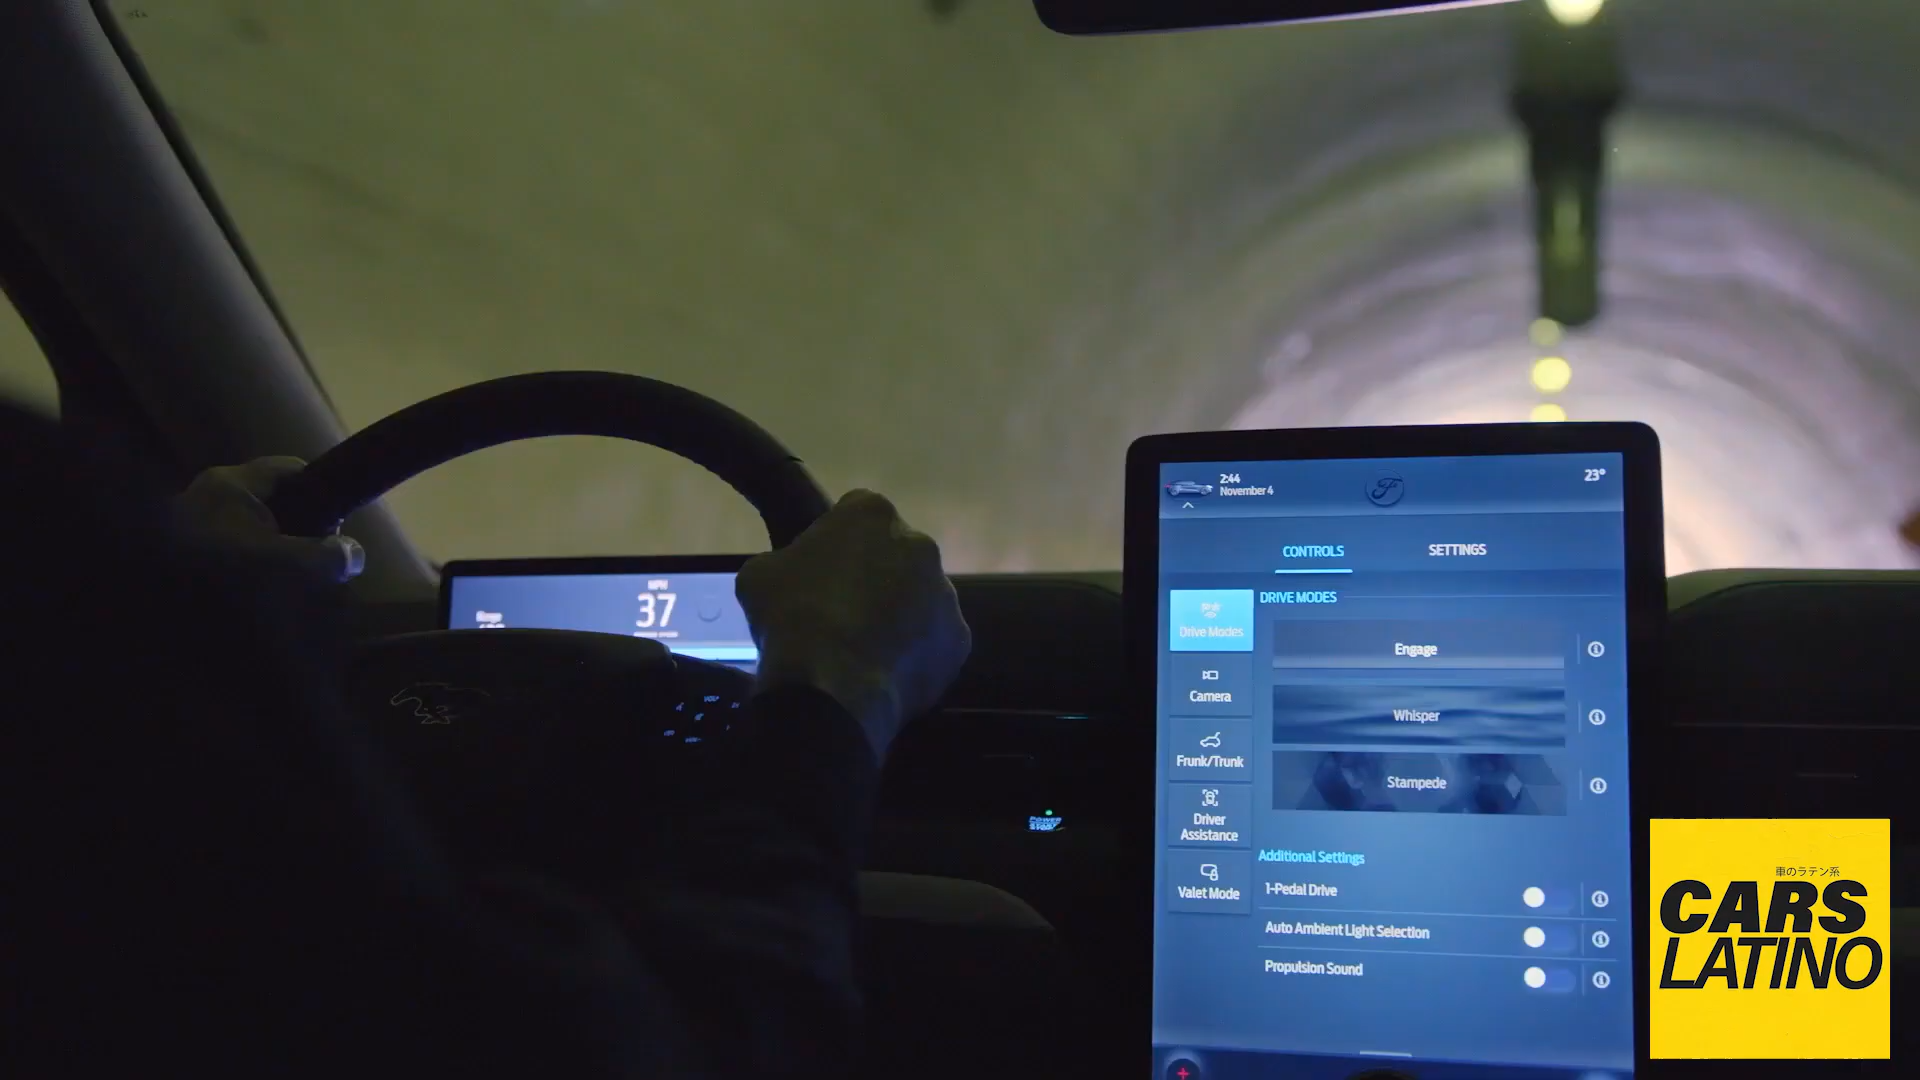 MPH
37
Range
2:44
November 4
23°
CONTROLS
SETTINGS
DRIVE MODES
Drive Modes
Engage
Camera
Whisper
Frunk/Trunk
Stampede
Driver
Assistance
Additional Settings
Valet Mode
1-Pedal Drive
Auto Ambient Light Selection
Propulsion Sound
車のラテン系
CARS
LATINO